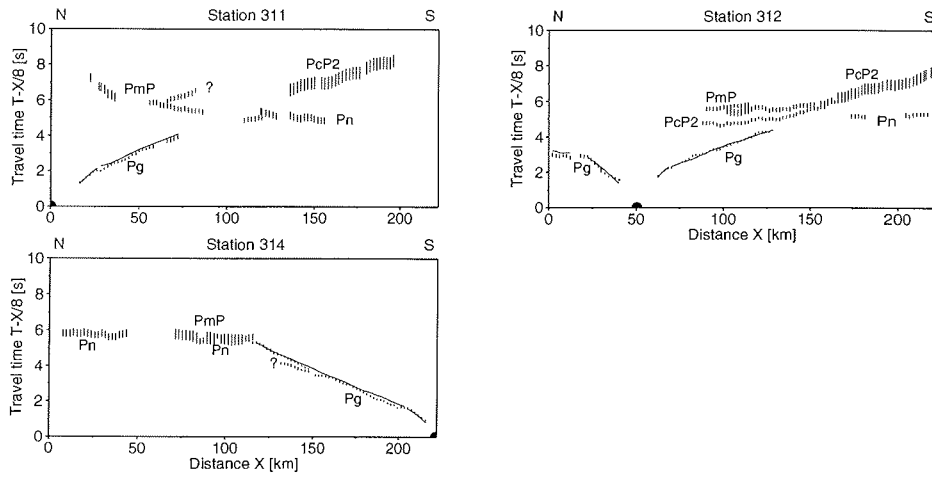 N Station 311 S
Travel time T-X/8 [s]
10
8
6
4
2
0
PmP
?
PcP2
Pn
Pg
0 50 100 150 200
N Station 312 S
Travel time T-X/8 [s]
10
8
6
4
2
0
PcP2
PmP
PcP2
Pn
Pg
Pg
0 50 100 150 200
Distance X [km]
N Station 314 S
Travel time T-X/8 [s]
10
8
6
4
2
0
PmP
Pn
Pn
?
Pg
0 50 100 150 200
Distance X [km]